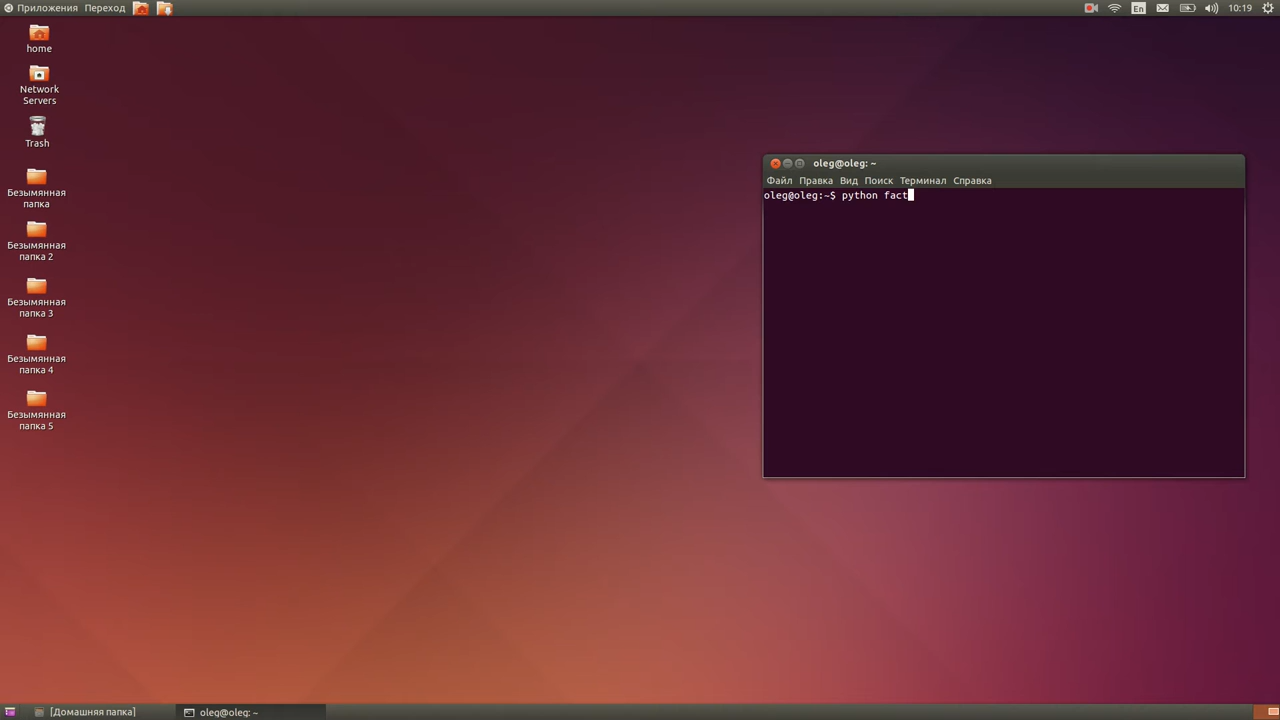 Приложения Переход En 10:19
home
Network
Servers
Trash
Безымянная
папка
Безымянная
папка 2
Безымянная
папка 3
Безымянная
папка 4
Безымянная
папка 5
oleg@oleg: ~
Файл Правка Вид Поиск Терминал Справка
oleg@oleg:~$ python fact
[Домашняя папка] oleg@oleg: ~